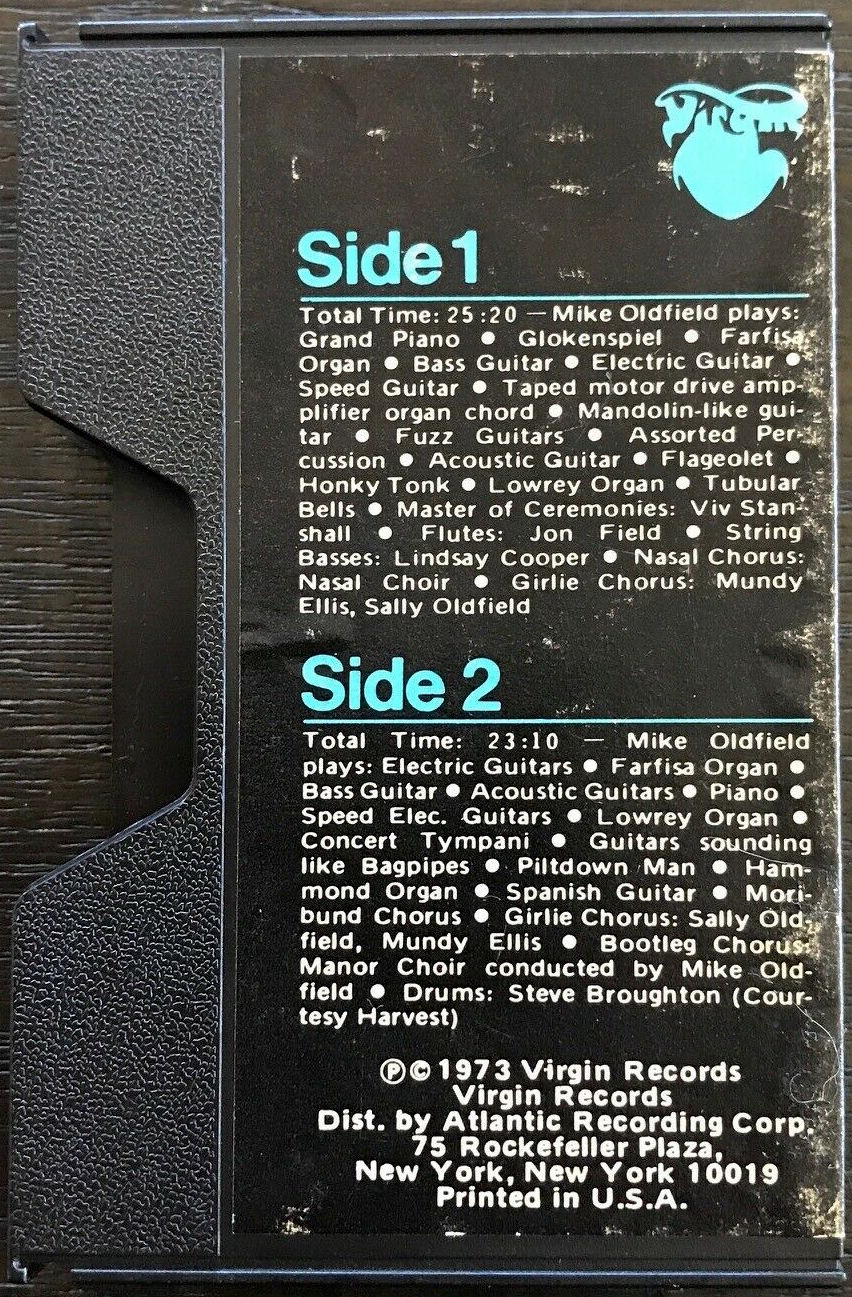 Virgin
Side 1
Total Time: 25:20 — Mike Oldfield plays:
Grand Piano ● Glokenspiel ● Farfisa
Organ ● Bass Guitar ● Electric Guitar ●
Speed Guitar ● Taped motor drive amp-
plifier organ chord ● Mandolin-like gui-
tar ● Fuzz Guitars ● Assorted Per-
cussion ● Acoustic Guitar ● Flageolet ●
Honky Tonk ● Lowrey Organ ● Tubular
Bells ● Master of Ceremonies: Viv Stan-
shall ● Flutes: Jon Field ● String
Basses: Lindsay Cooper ● Nasal Chorus:
Nasal Choir ● Girlie Chorus: Mundy
Ellis, Sally Oldfield
Side 2
Total Time: 23:10 — Mike Oldfield
plays: Electric Guitars ● Farfisa Organ ●
Bass Guitar ● Acoustic Guitars ● Piano ●
Speed Elec. Guitars ● Lowrey Organ ●
Concert Tympani ● Guitars sounding
like Bagpipes ● Piltdown Man ● Ham-
mond Organ ● Spanish Guitar ● Mori-
bund Chorus ● Girlie Chorus: Sally Old-
field, Mundy Ellis ● Bootleg Chorus:
Manor Choir conducted by Mike Old-
field ● Drums: Steve Broughton (Cour-
tesy Harvest)
℗© 1973 Virgin Records
Virgin Records
Dist. by Atlantic Recording Corp.
75 Rockefeller Plaza,
New York, New York 10019
Printed in U.S.A.